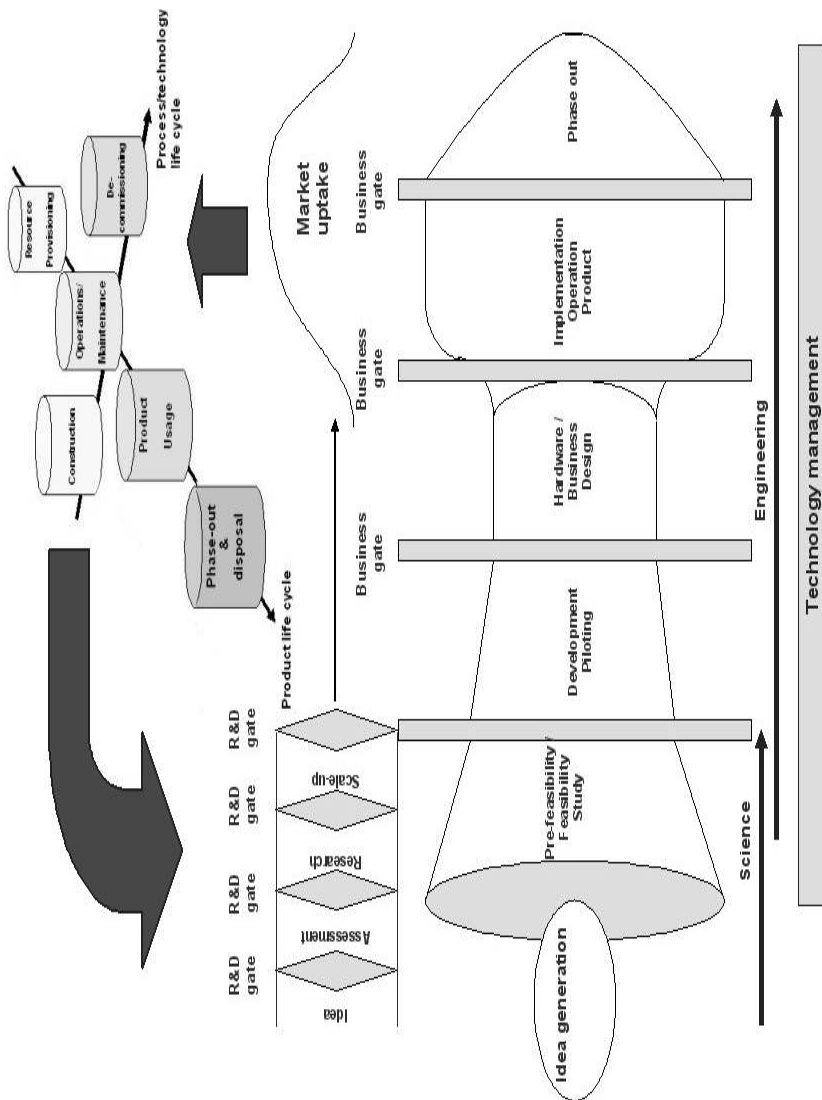 Resource
Provisioning
Process/technology
life cycle
De-
commissioning
Operations/
Maintenance
Construction
Product
Usage
Phase-out
&
disposal
Product life cycle
Market
uptake
R&D
gate
R&D
gate
R&D
gate
R&D
gate
Business
gate
Business
gate
Business
gate
Idea
Assessment
Research
Scale-up
Idea generation
Pre-feasibility /
Feasibility
Study
Development
Piloting
Hardware /
Business
Design
Implementation
Operation
Product
Phase out
Science
Engineering
Technology management